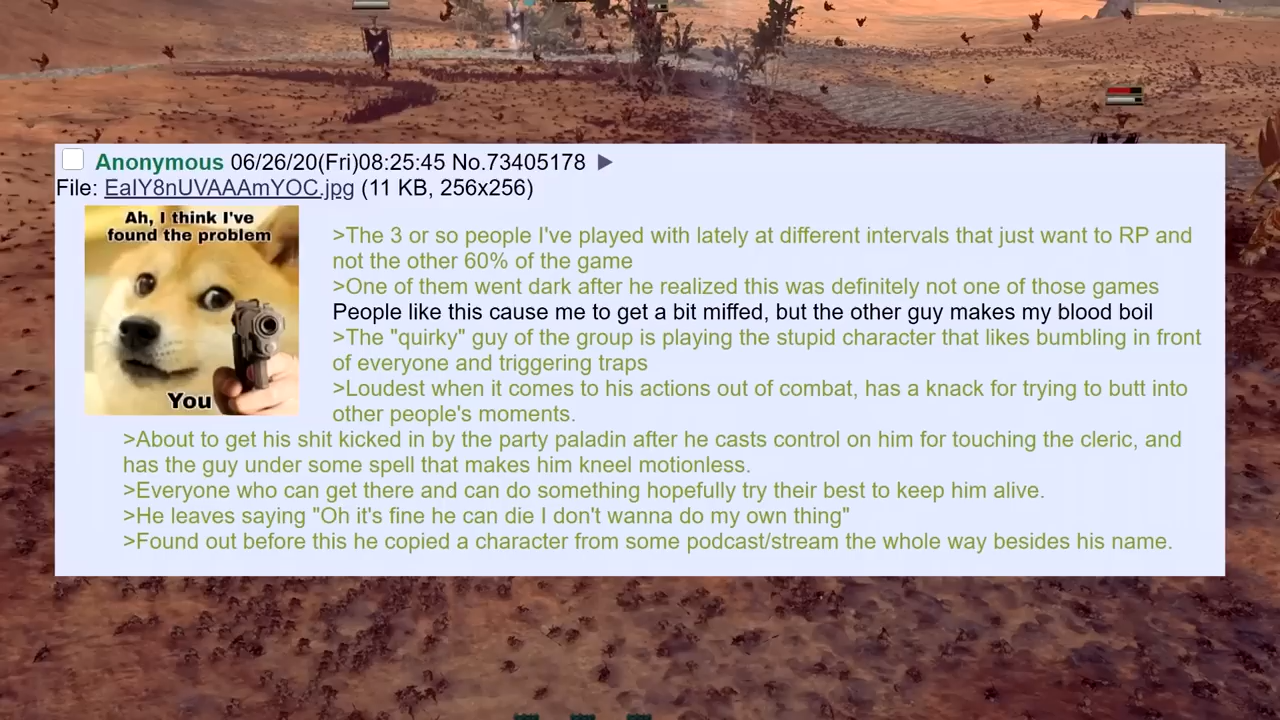 Anonymous 06/26/20(Fri)08:25:45 No.73405178
File: EaIY8nUVAAAmYOC.jpg (11 KB, 256x256)
Ah, I think I've
found the problem
You
>The 3 or so people I've played with lately at different intervals that just want to RP and
not the other 60% of the game
>One of them went dark after he realized this was definitely not one of those games
People like this cause me to get a bit miffed, but the other guy makes my blood boil
>The "quirky" guy of the group is playing the stupid character that likes bumbling in front
of everyone and triggering traps
>Loudest when it comes to his actions out of combat, has a knack for trying to butt into
other people's moments.
>About to get his shit kicked in by the party paladin after he casts control on him for touching the cleric, and
has the guy under some spell that makes him kneel motionless.
>Everyone who can get there and can do something hopefully try their best to keep him alive.
>He leaves saying "Oh it's fine he can die I don't wanna do my own thing"
>Found out before this he copied a character from some podcast/stream the whole way besides his name.